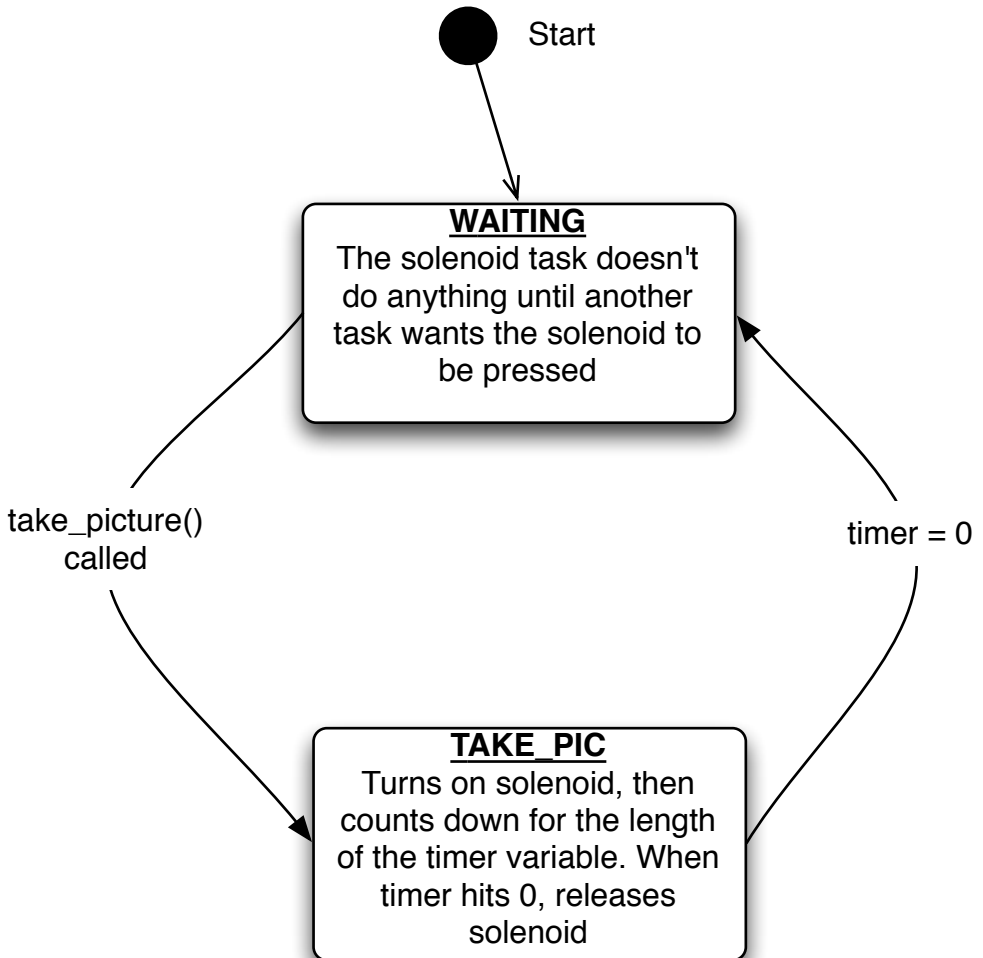 Start
WAITING
The solenoid task doesn't
do anything until another
task wants the solenoid to
be pressed
take_picture()
called
timer = 0
TAKE_PIC
Turns on solenoid, then
counts down for the length
of the timer variable. When
timer hits 0, releases
solenoid